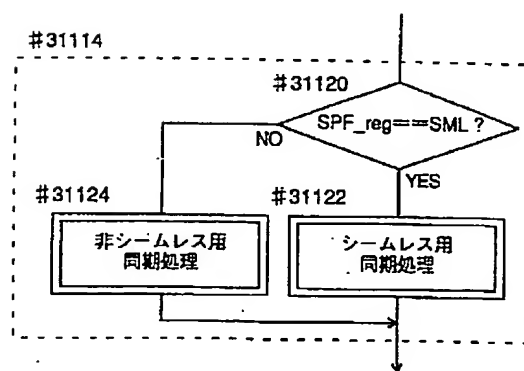 #31114
#31120
SPF_reg==SML ?
NO
YES
#31124
#31122
非シームレス用
同期処理
シームレス用
同期処理